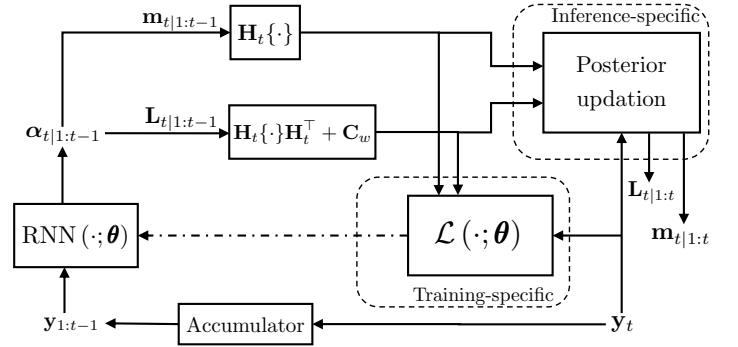 m_{t|1:t−1}
H_t{·}
Inference-specific
Posterior
updation
L_{t|1:t−1}
α_{t|1:t−1}
H_t{·}H_t^⊤ + C_w
L_{t|1:t}
m_{t|1:t}
RNN (·; θ)
ℒ (·; θ)
Training-specific
y_{1:t−1}
Accumulator
y_t